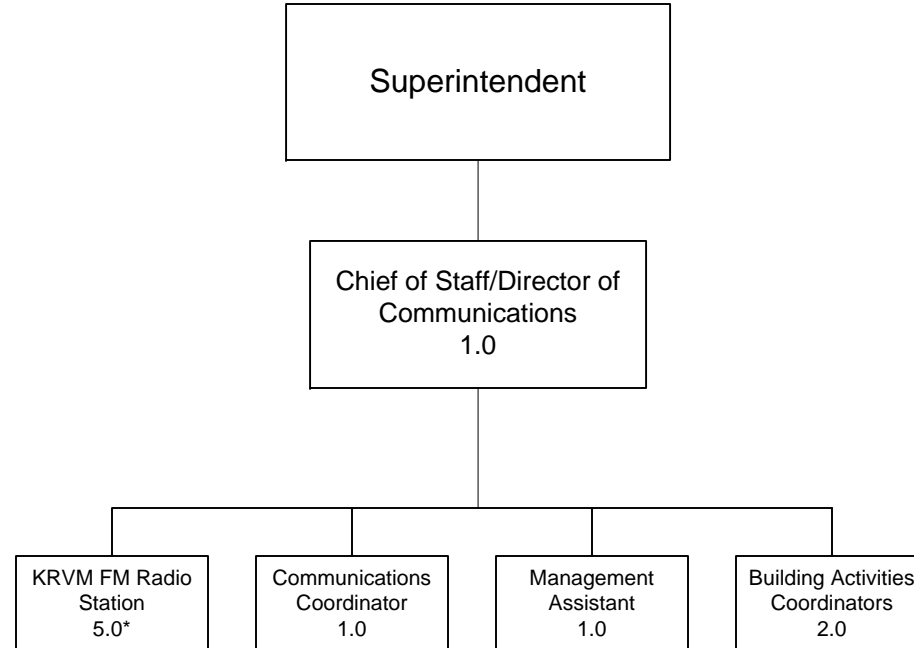 Superintendent
Chief of Staff/Director of
Communications
1.0
KRVM FM Radio
Station
5.0*
Communications
Coordinator
1.0
Management
Assistant
1.0
Building Activities
Coordinators
2.0